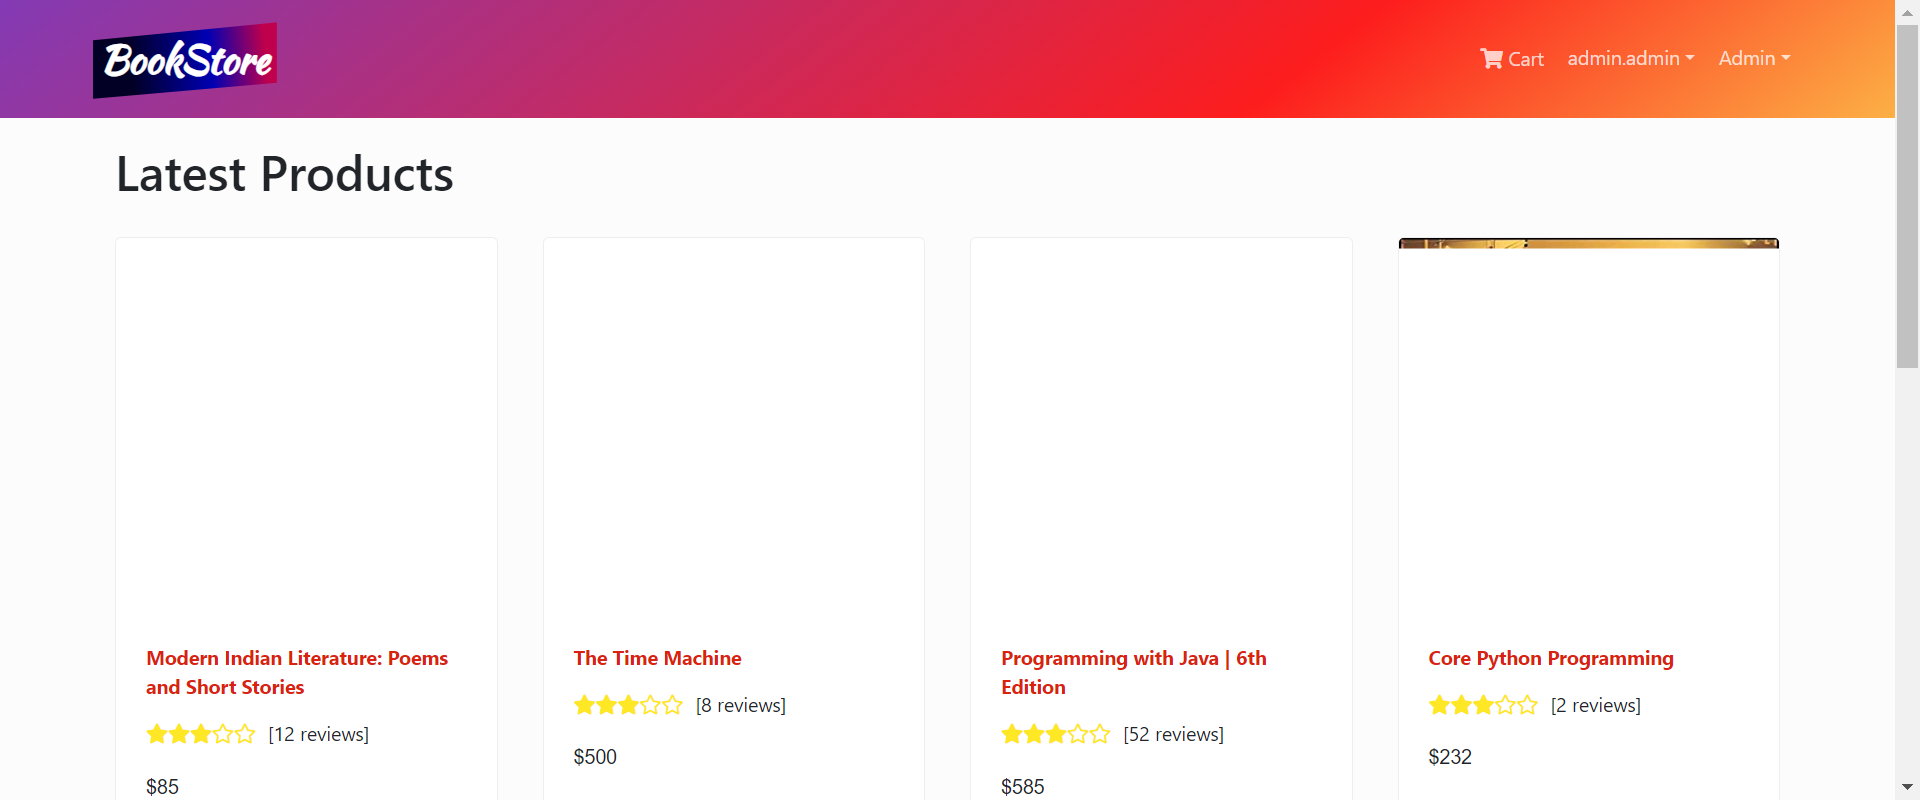 BookStore
Cart admin.admin Admin
Latest Products
Modern Indian Literature: Poems
and Short Stories
[12 reviews]
$85
The Time Machine
[8 reviews]
$500
Programming with Java | 6th
Edition
[52 reviews]
$585
Core Python Programming
[2 reviews]
$232